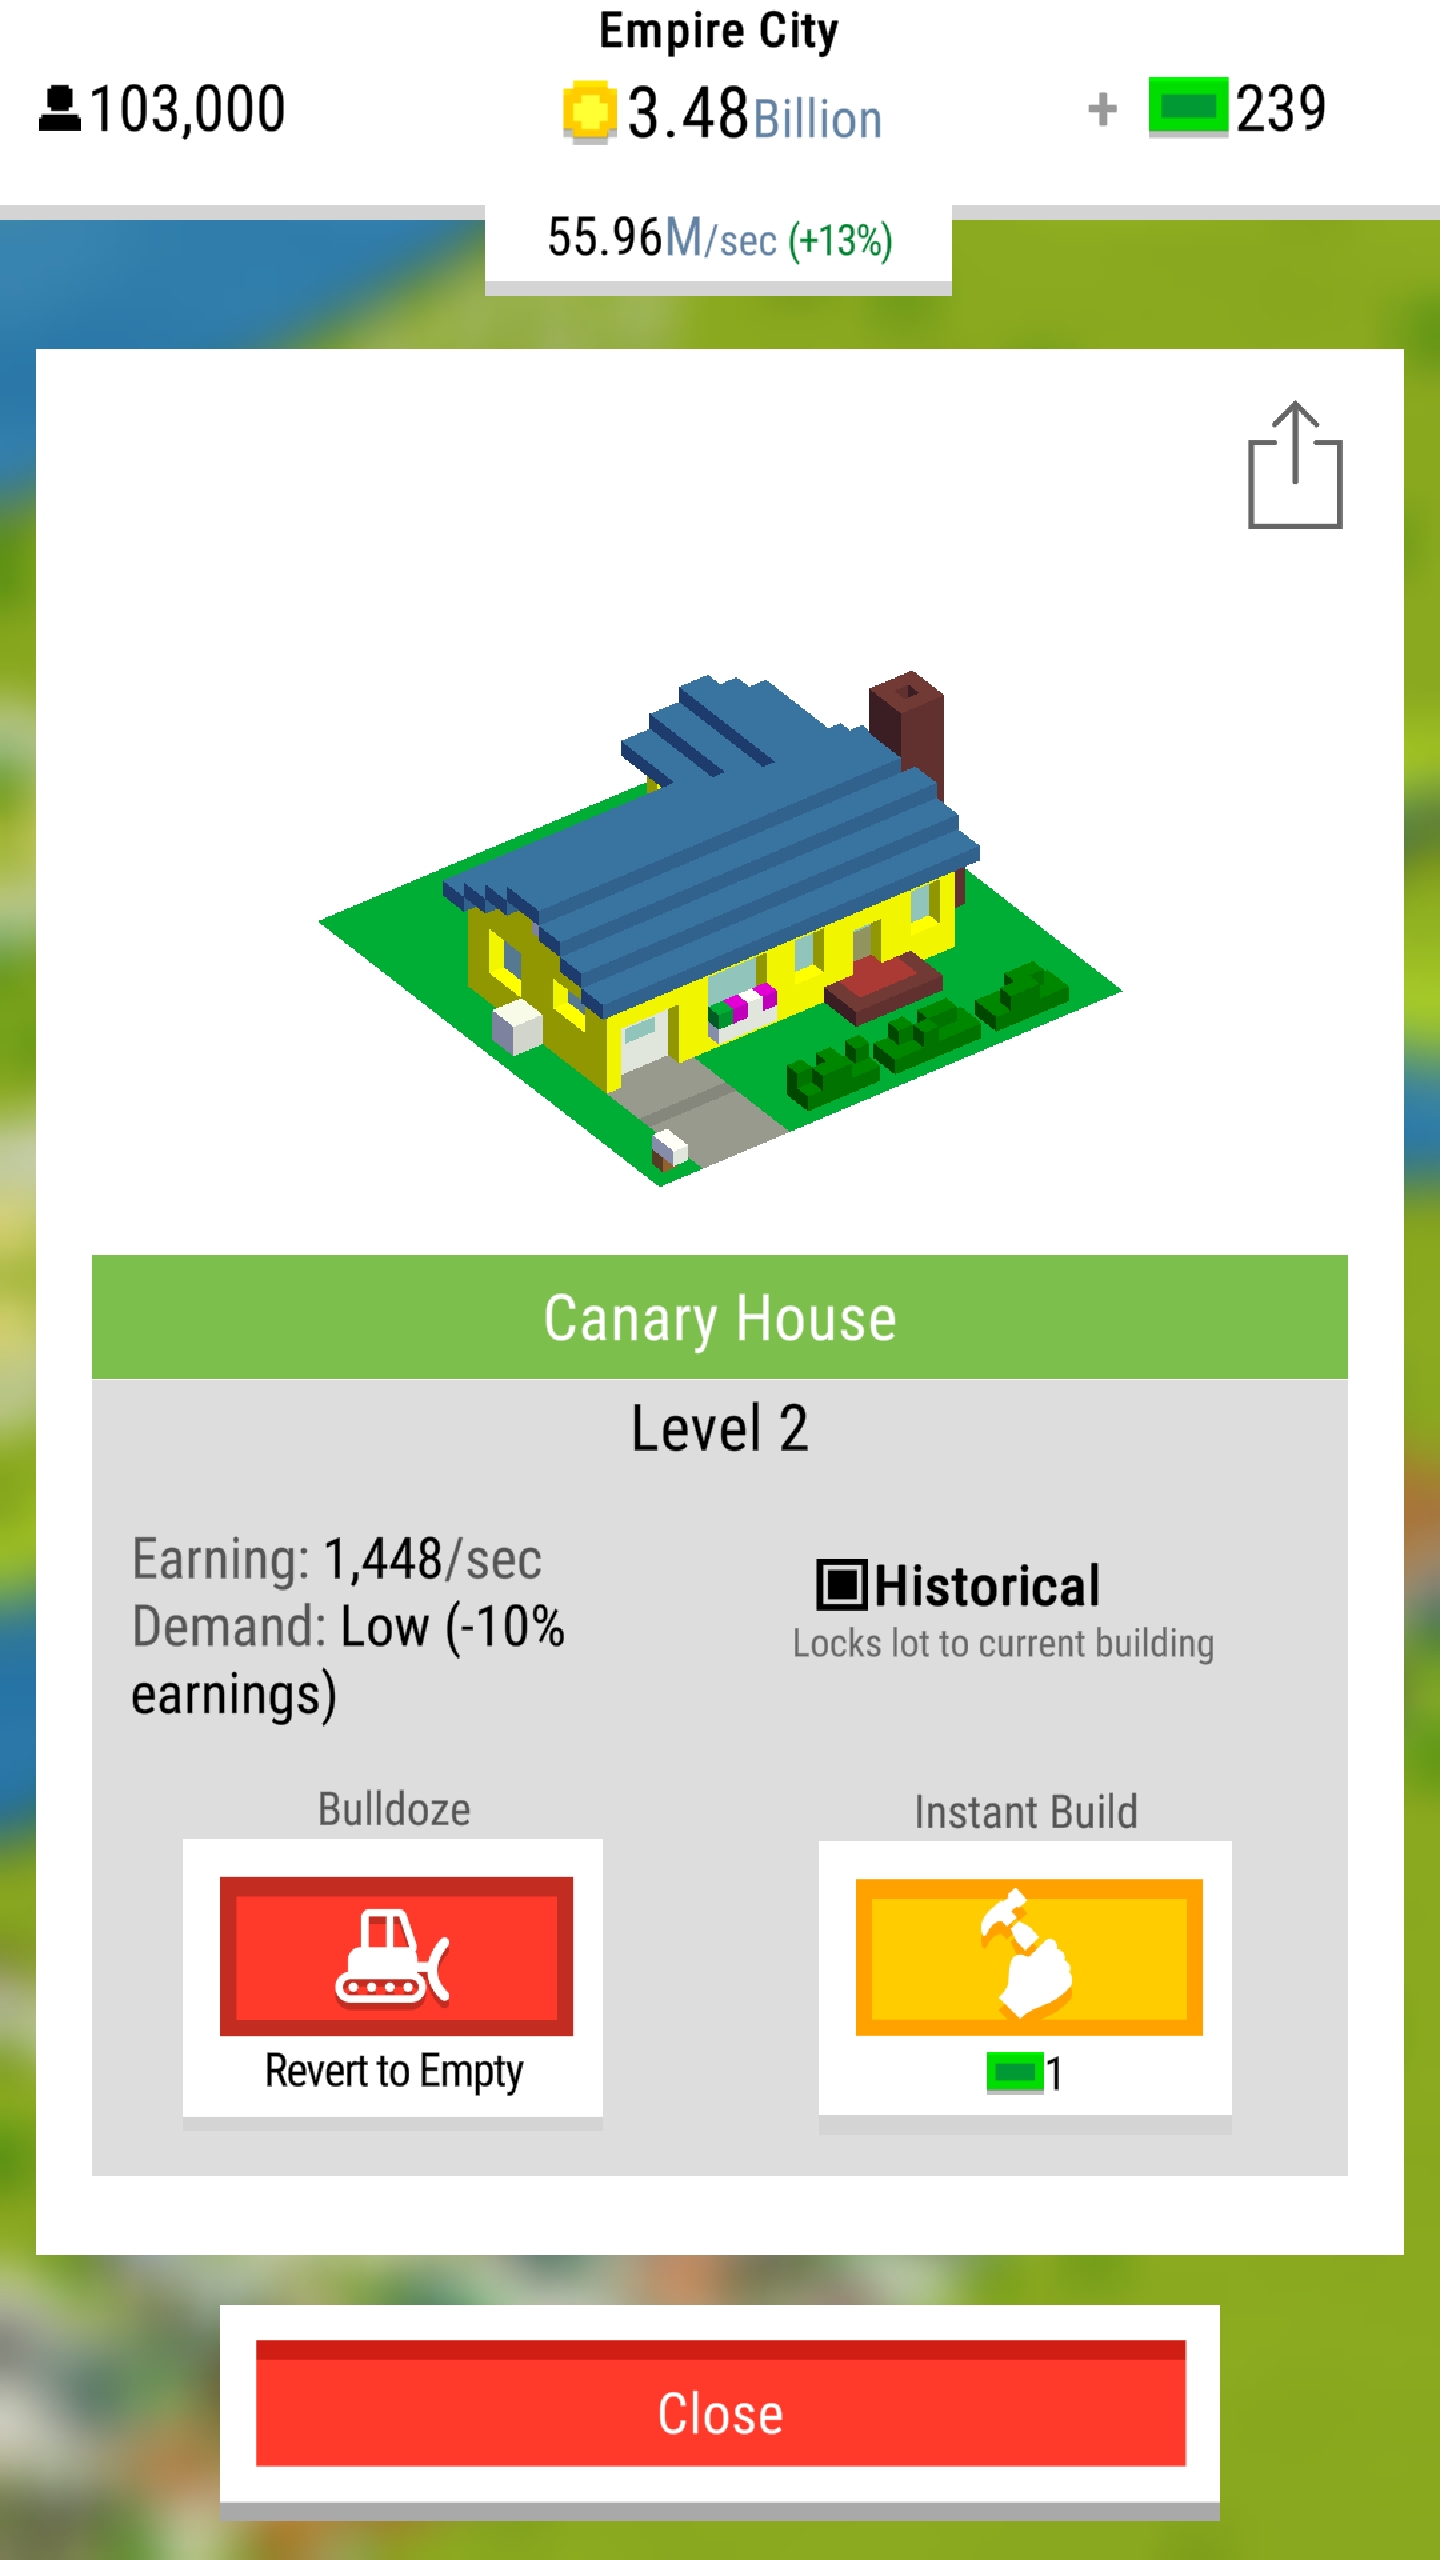 Empire City
103,000
3.48Billion
+ 239
55.96M/sec (+13%)
Canary House
Level 2
Earning: 1,448/sec
Demand: Low (-10%
earnings)
Historical
Locks lot to current building
Bulldoze
Revert to Empty
Instant Build
1
Close